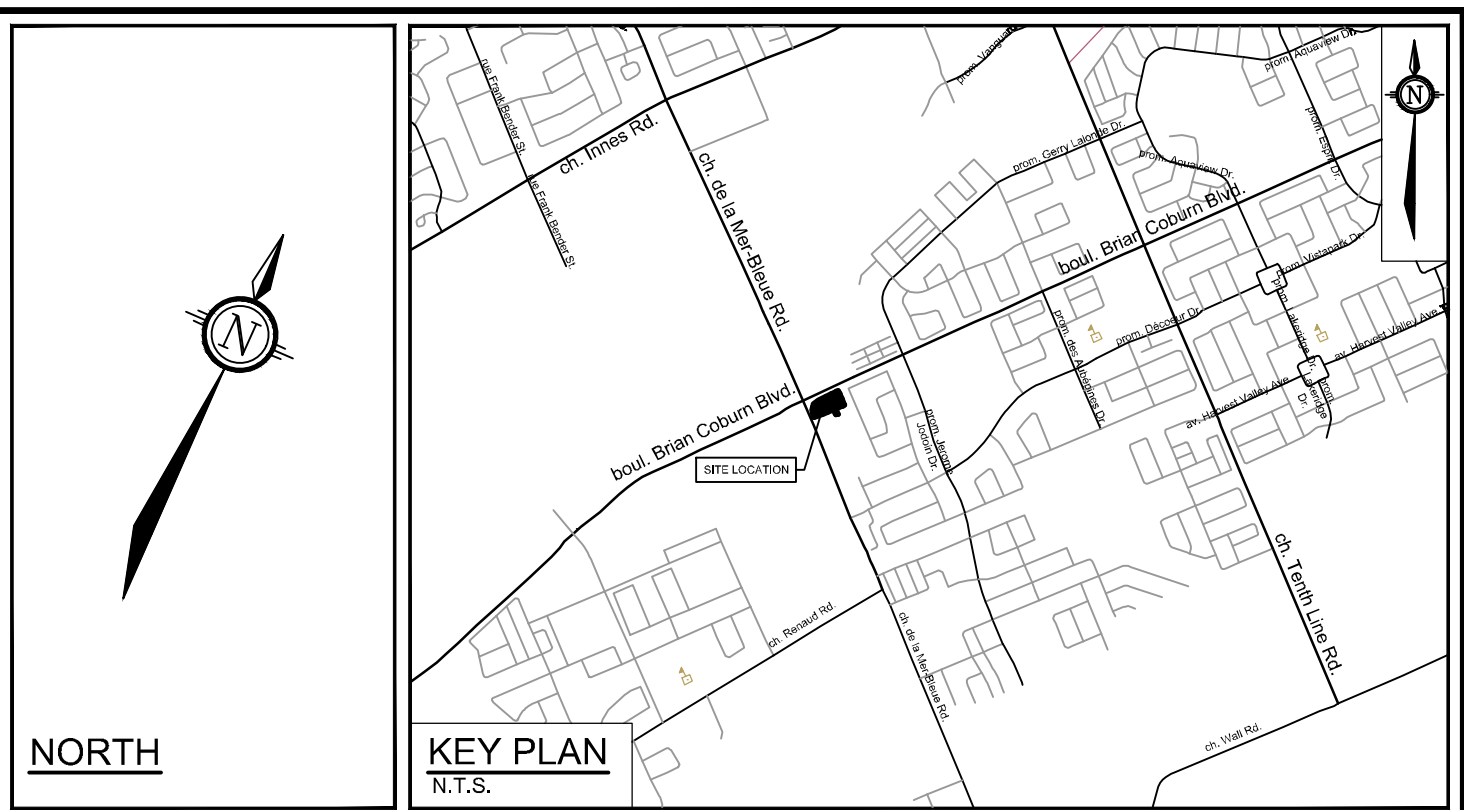 N
NORTH
KEY PLAN
N.T.S.
N
rue Frank Bender St.
rue Frank Bender St.
ch. Innes Rd.
ch. de la Mer-Bleue Rd.
prom. Aquaview Dr.
prom. Gerry Lalonde Dr.
prom. Aquaview Dr.
boul. Brian Coburn Blvd.
prom. Vistapark Dr.
prom. Décoeur Dr.
prom. des Aubépines Dr.
prom. Lakeridge Dr.
av. Harvest Valley Ave.
av. Harvest Valley Ave.
prom.
Lakeridge
Dr.
boul. Brian Coburn Blvd.
SITE LOCATION
prom. Jerome
Jodoin Dr.
ch. Tenth Line Rd.
ch. Renaud Rd.
ch. de la Mer-Bleue Rd.
ch. Wall Rd.